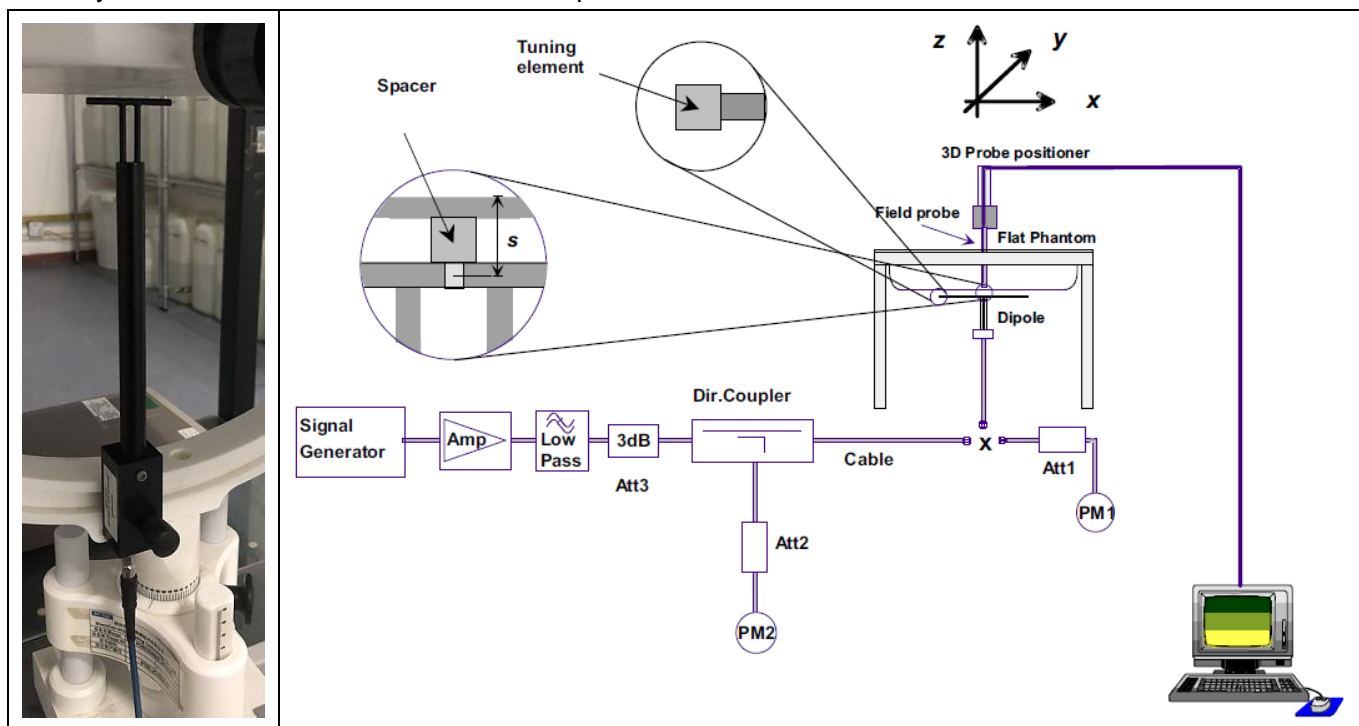 Tuning
element
Spacer
z
y
x
3D Probe positioner
Field probe
Flat Phantom
s
Dipole
Dir.Coupler
Signal
Generator
Amp
Low
Pass
3dB
Att3
Cable
x
Att1
PM1
Att2
PM2